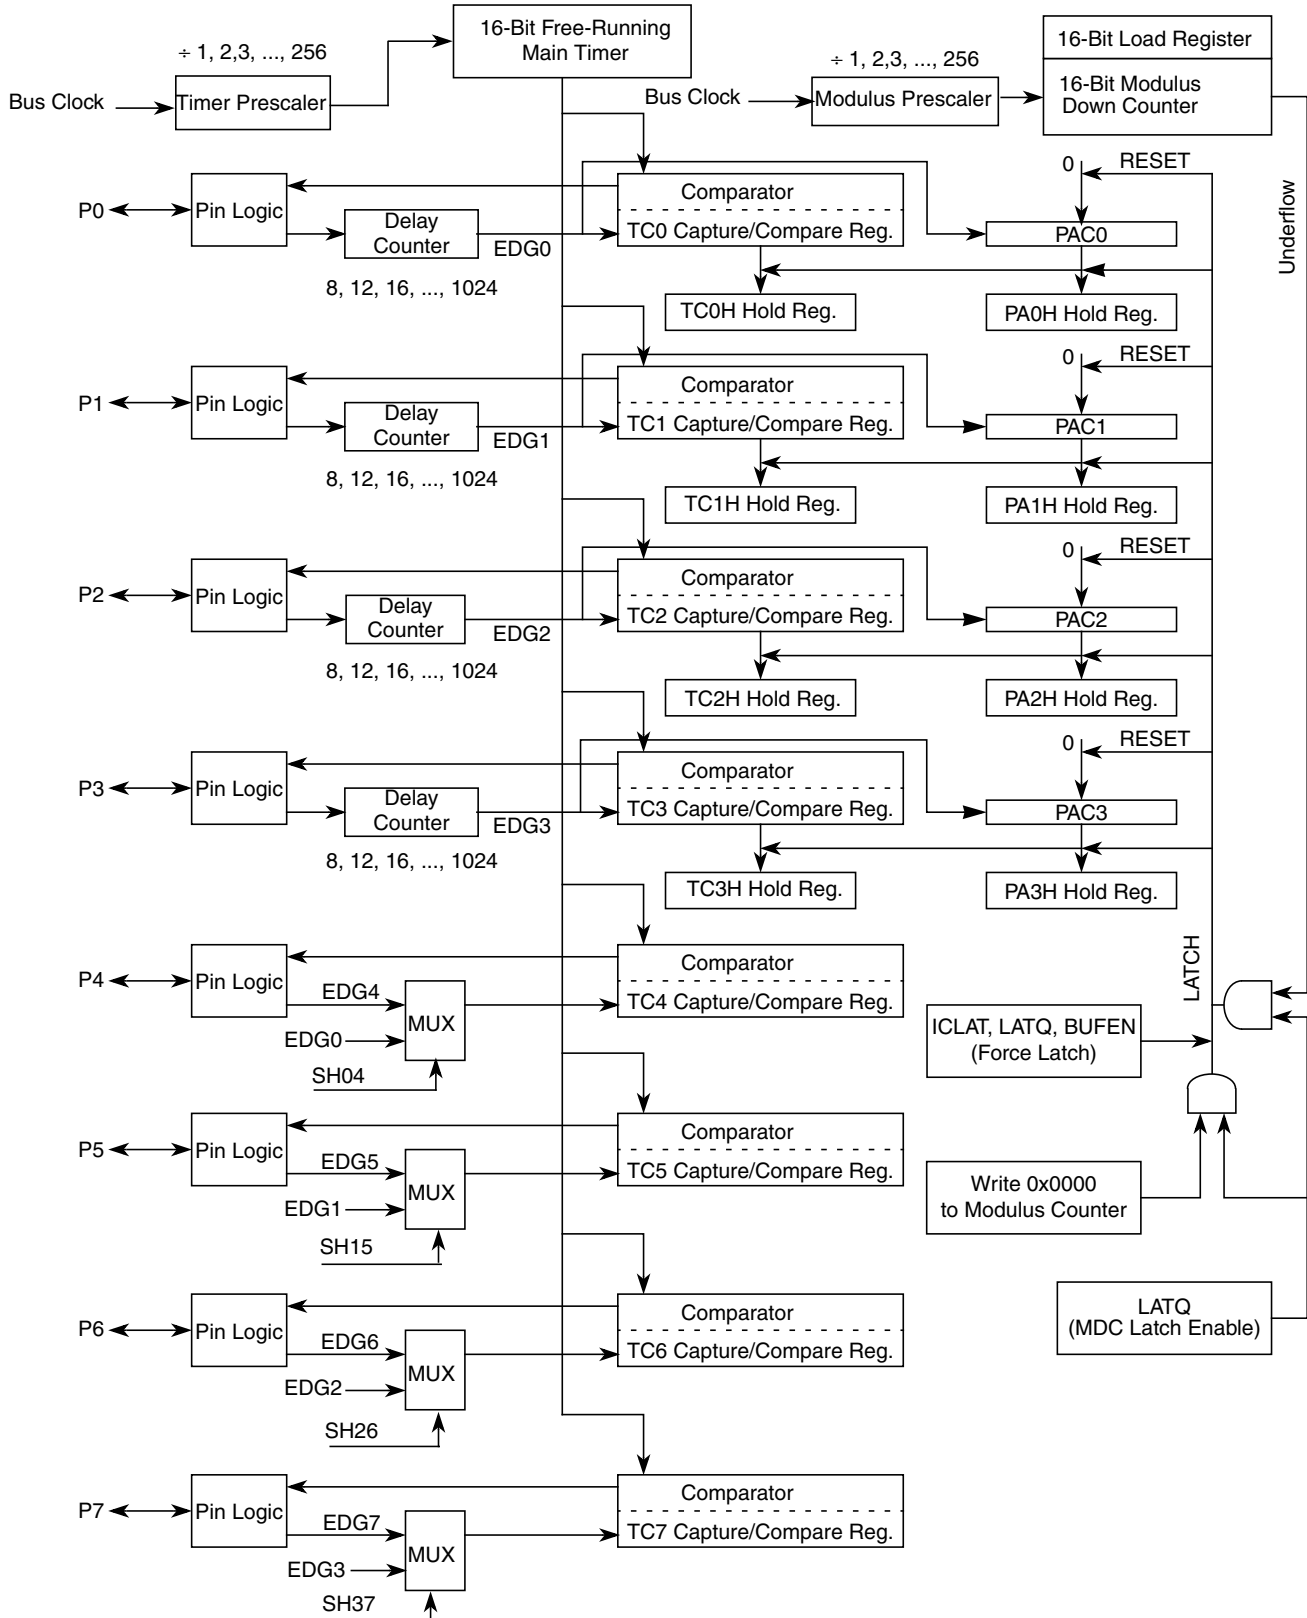 16-Bit Free-Running
Main Timer
÷ 1, 2,3, ..., 256
Bus Clock
Timer Prescaler
÷ 1, 2,3, ..., 256
Bus Clock
Modulus Prescaler
16-Bit Load Register
16-Bit Modulus
Down Counter
Underflow
P0
Pin Logic
Delay
Counter
8, 12, 16, ..., 1024
EDG0
Comparator
TC0 Capture/Compare Reg.
TC0H Hold Reg.
0
RESET
PAC0
PA0H Hold Reg.
P1
Pin Logic
Delay
Counter
8, 12, 16, ..., 1024
EDG1
Comparator
TC1 Capture/Compare Reg.
TC1H Hold Reg.
0
RESET
PAC1
PA1H Hold Reg.
P2
Pin Logic
Delay
Counter
8, 12, 16, ..., 1024
EDG2
Comparator
TC2 Capture/Compare Reg.
TC2H Hold Reg.
0
RESET
PAC2
PA2H Hold Reg.
P3
Pin Logic
Delay
Counter
8, 12, 16, ..., 1024
EDG3
Comparator
TC3 Capture/Compare Reg.
TC3H Hold Reg.
0
RESET
PAC3
PA3H Hold Reg.
LATCH
P4
Pin Logic
EDG4
EDG0
MUX
SH04
Comparator
TC4 Capture/Compare Reg.
ICLAT, LATQ, BUFEN
(Force Latch)
P5
Pin Logic
EDG5
EDG1
MUX
SH15
Comparator
TC5 Capture/Compare Reg.
Write 0x0000
to Modulus Counter
P6
Pin Logic
EDG6
EDG2
MUX
SH26
Comparator
TC6 Capture/Compare Reg.
LATQ
(MDC Latch Enable)
P7
Pin Logic
EDG7
EDG3
MUX
SH37
Comparator
TC7 Capture/Compare Reg.